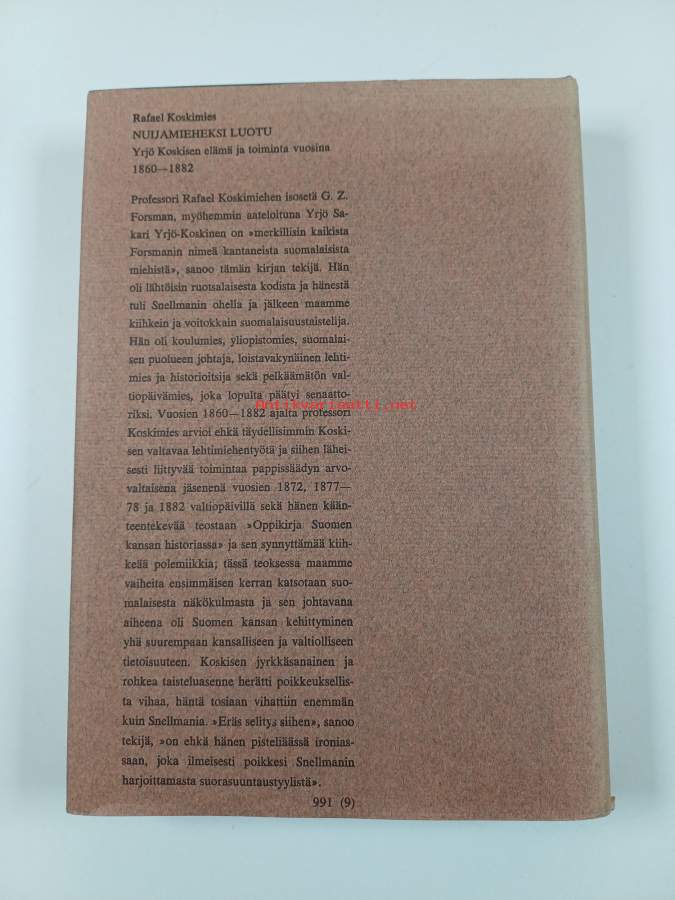 Rafael Koskimies
NUIJAMIEHEKSI LUOTU
Yrjö Koskisen elämä ja toiminta vuosina
1860—1882
Professori Rafael Koskimiehen isosetä G. Z.
Forsman, myöhemmin aateloituna Yrjö Sa-
kari Yrjö-Koskinen on »merkillisin kaikista
Forsmanin nimeä kantaneista suomalaisista
miehistä», sanoo tämän kirjan tekijä. Hän
oli lähtöisin ruotsalaisesta kodista ja hänestä
tuli Snellmanin ohella ja jälkeen maamme
kiihkein ja voitokkain suomalaisuustaistelija.
Hän oli koulumies, yliopistomies, suomalai-
sen puolueen johtaja, loistavakynäinen lehti-
mies ja historioitsija sekä pelkäämätön val-
tiopäivämies, joka lopulta päätyi senaatto-
riksi. Vuosien 1860—1882 ajalta professori
Koskimies arvioi ehkä täydellisimmin Koski-
sen valtavaa lehtimiehentyötä ja siihen lähei-
sesti liittyvää toimintaa pappissäädyn arvo-
valtaisena jäsenenä vuosien 1872, 1877—
78 ja 1882 valtiopäivillä sekä hänen kään-
teentekevää teostaan »Oppikirja Suomen
kansan historiassa» ja sen synnyttämää kiih-
keää polemiikkia; tässä teoksessa maamme
vaiheita ensimmäisen kerran katsotaan suo-
malaisesta näkökulmasta ja sen johtavana
aiheena oli Suomen kansan kehittyminen
yhä suurempaan kansalliseen ja valtiolliseen
tietoisuuteen. Koskisen jyrkkäsanainen ja
rohkea taisteluasenne herätti poikkeuksellis-
ta vihaa, häntä tosiaan vihattiin enemmän
kuin Snellmania. »Eräs selitys siihen», sanoo
tekijä, »on ehkä hänen pisteliäässä ironias-
saan, joka ilmeisesti poikkesi Snellmanin
harjoittamasta suorasuuntaustyylistä».
991 (9)
Antikvariaatti.net